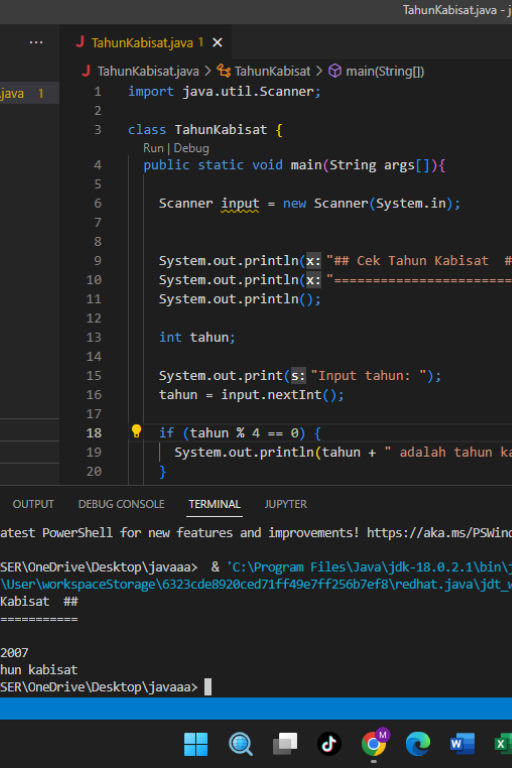 TahunKabisat.java - j
... J TahunKabisat.java 1 ×
.java 1
J TahunKabisat.java > TahunKabisat > main(String[])
1 import java.util.Scanner;
2
3 class TahunKabisat {
Run | Debug
4 public static void main(String args[]){
5
6 Scanner input = new Scanner(System.in);
7
8
9 System.out.println(x: "## Cek Tahun Kabisat #
10 System.out.println(x: "=======================
11 System.out.println();
12
13 int tahun;
14
15 System.out.print(s: "Input tahun: ");
16 tahun = input.nextInt();
17
18 if (tahun % 4 == 0) {
19 System.out.println(tahun + " adalah tahun ka
20 }
OUTPUT DEBUG CONSOLE TERMINAL JUPYTER
atest PowerShell for new features and improvements! https://aka.ms/PSWind
SER\OneDrive\Desktop\javaaa> & 'C:\Program Files\Java\jdk-18.0.2.1\bin\j
\User\workspaceStorage\6323cde8920ced71ff49e7ff256b7ef8\redhat.java\jdt_w
Kabisat ##
===========
2007
hun kabisat
SER\OneDrive\Desktop\javaaa>
M
W
X